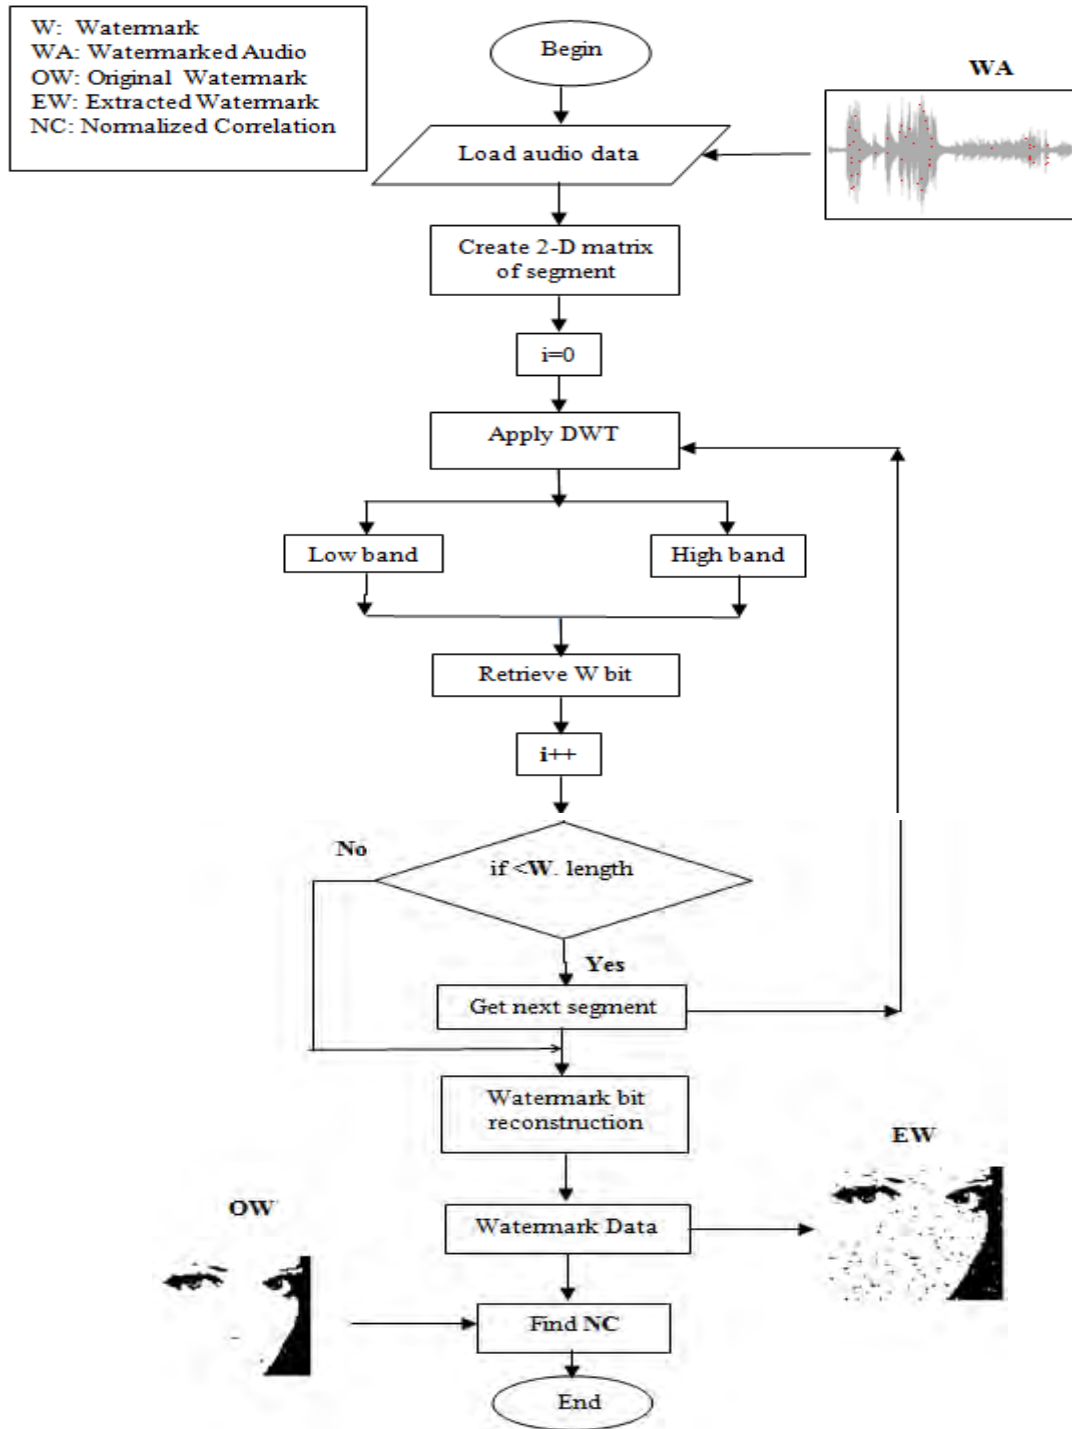 W: Watermark
WA: Watermarked Audio
OW: Original Watermark
EW: Extracted Watermark
NC: Normalized Correlation
Begin
WA
Load audio data
Create 2-D matrix
of segment
i=0
Apply DWT
Low band
High band
Retrieve W bit
i++
No
if <W. length
Yes
Get next segment
Watermark bit
reconstruction
EW
OW
Watermark Data
Find NC
End